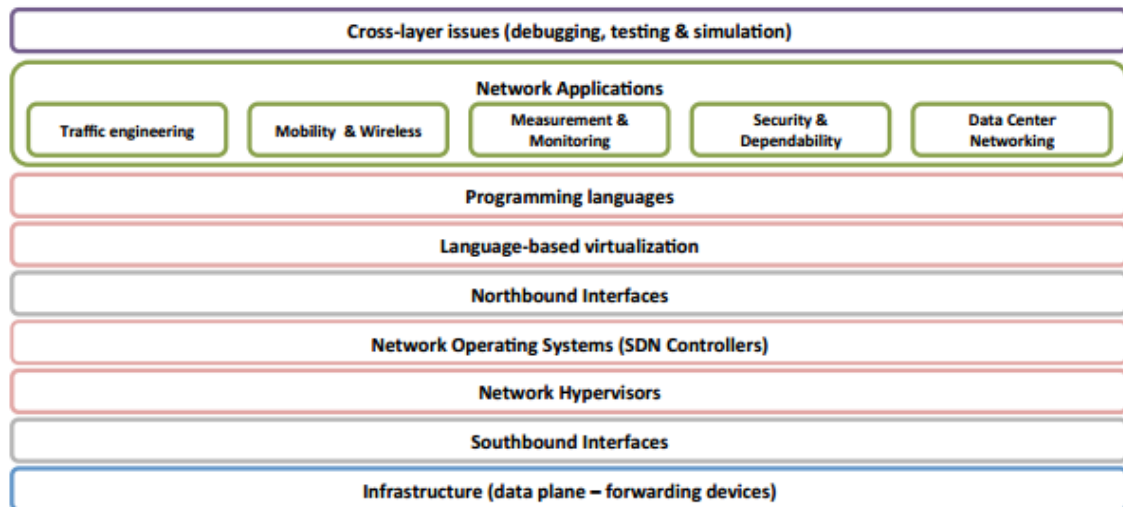 Cross-layer issues (debugging, testing & simulation)
Network Applications
Traffic engineering
Mobility & Wireless
Measurement &
Monitoring
Security &
Dependability
Data Center
Networking
Programming languages
Language-based virtualization
Northbound Interfaces
Network Operating Systems (SDN Controllers)
Network Hypervisors
Southbound Interfaces
Infrastructure (data plane – forwarding devices)